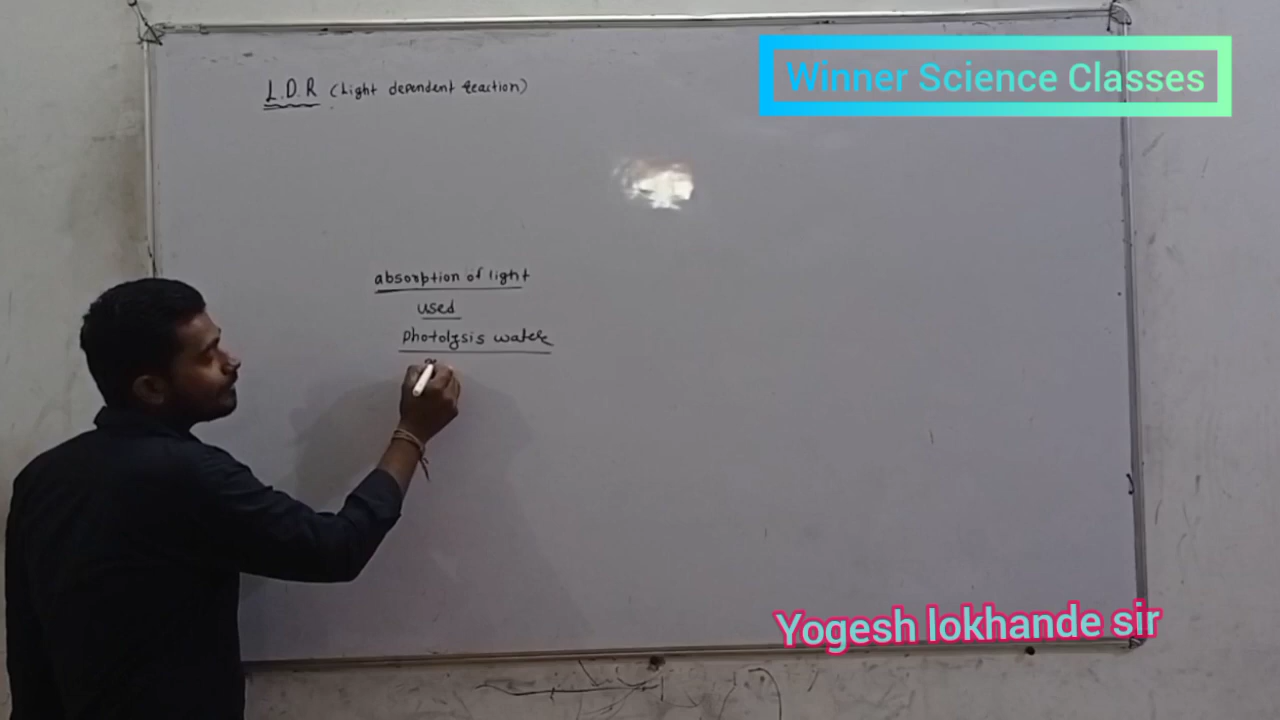 Winner Science Classes
L.D.R (Light dependent reaction)
absorption of light
used
photolysis water
Yogesh lokhande sir